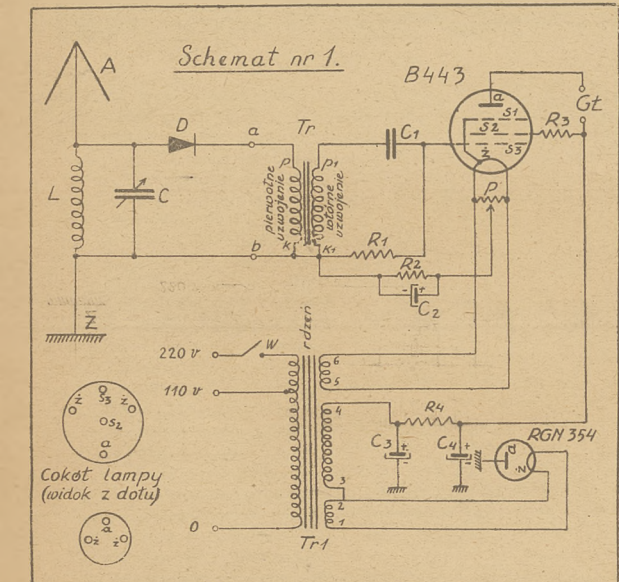 Schemat nr 1.
A
B443
a
Gł
S1
S2
S3
R3
ż
D
a
Tr
C1
L
C
p
p1
pierwotne
uzwojenie
wtórne
uzwojenie
P
b
k
k1
R1
R2
- +
C2
Ż
rdzeń
220 v
W
110 v
0
6
5
4
3
2
1
R4
C3
+
-
C4
+
-
RGN 354
a
Tr1
S3
ż
ż
S2
a
Cokół lampy
(widok z dołu)
a
ż
ż